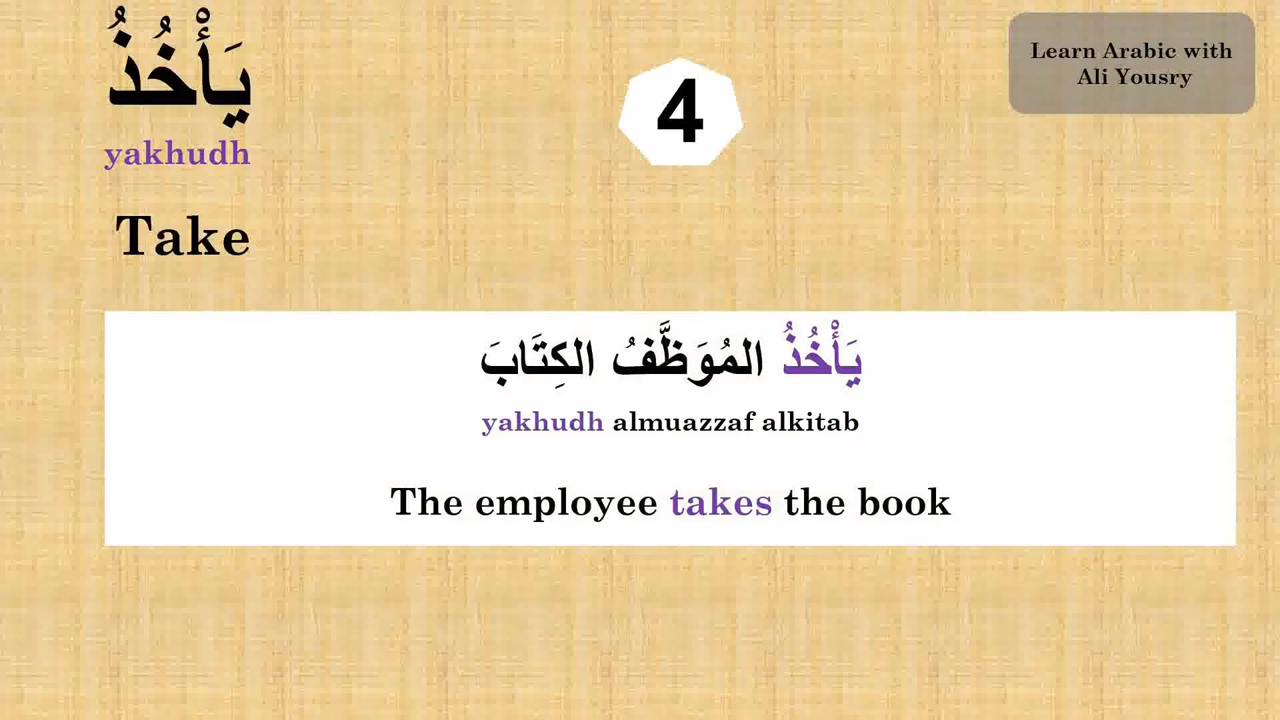 يَأْخُذُ
yakhudh
Take
4
Learn Arabic with
Ali Yousry
يَأْخُذُ المُوَظَّفُ الكِتَابَ
yakhudh almuazzaf alkitab
The employee takes the book